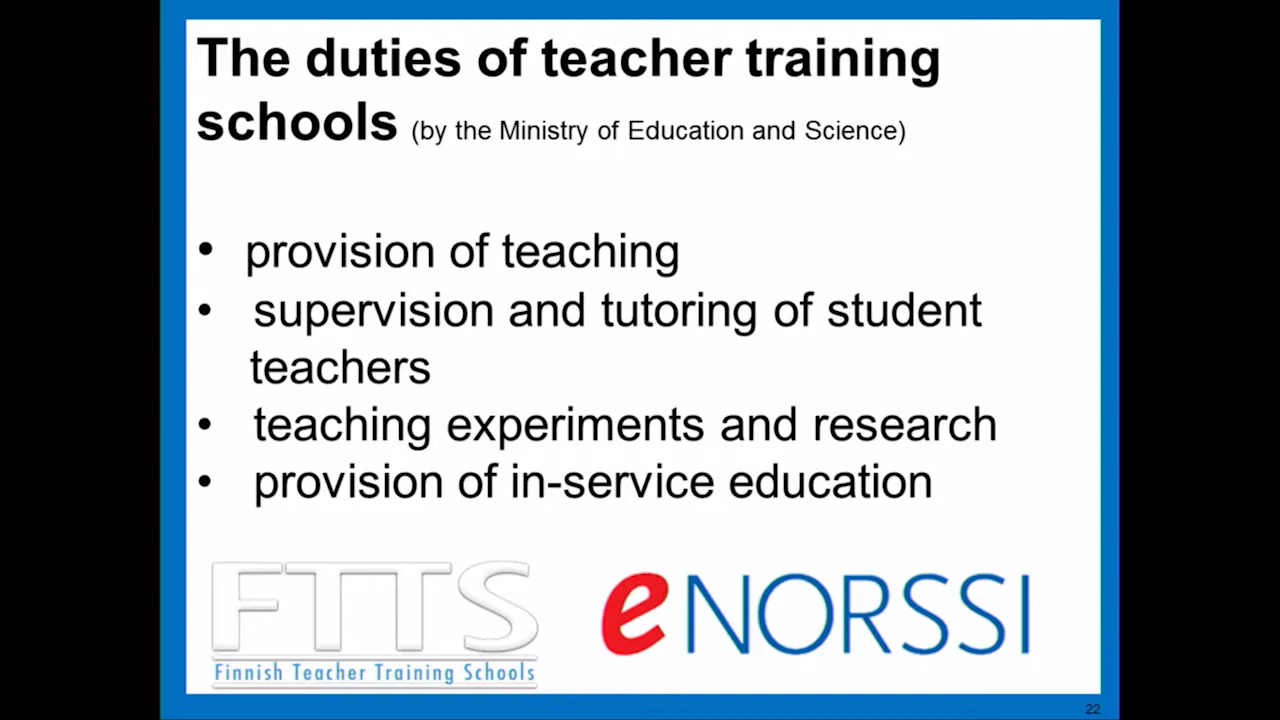 The duties of teacher training
schools (by the Ministry of Education and Science)
• provision of teaching
• supervision and tutoring of student
teachers
• teaching experiments and research
• provision of in-service education
FTTS
Finnish Teacher Training Schools
eNORSSI
22